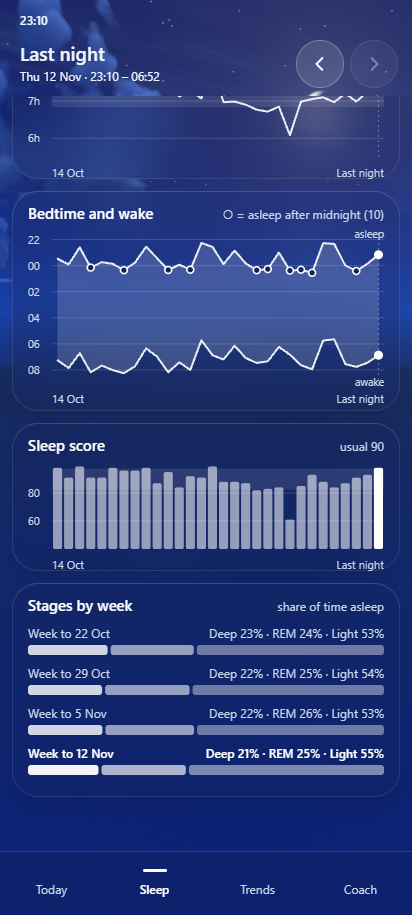 23:10
Last night
Thu 12 Nov · 23:10 – 06:52
7h
6h
14 Oct Last night
Bedtime and wake O = asleep after midnight (10)
asleep
22
00
02
04
06
08
awake
14 Oct Last night
Sleep score usual 90
80
60
14 Oct Last night
Stages by week share of time asleep
Week to 22 Oct Deep 23% · REM 24% · Light 53%
Week to 29 Oct Deep 22% · REM 25% · Light 54%
Week to 5 Nov Deep 22% · REM 26% · Light 53%
Week to 12 Nov Deep 21% · REM 25% · Light 55%
Today Sleep Trends Coach